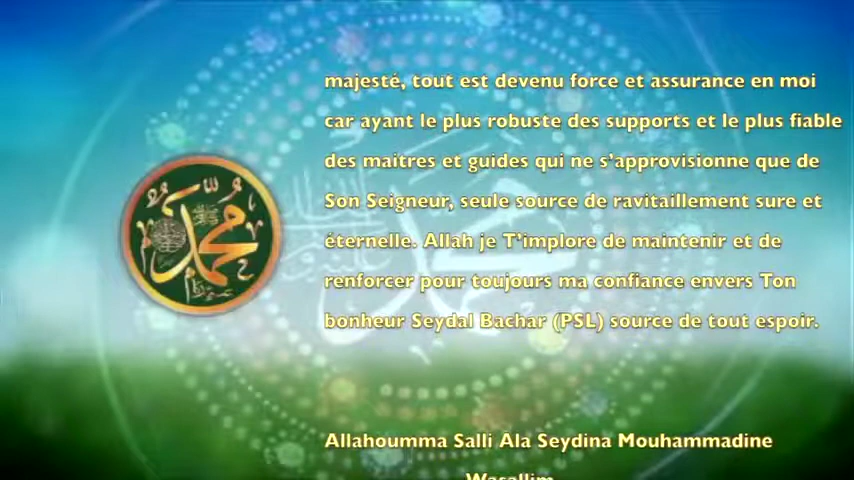 محمد
majesté, tout est devenu force et assurance en moi
car ayant le plus robuste des supports et le plus fiable
des maitres et guides qui ne s'approvisionne que de
Son Seigneur, seule source de ravitaillement sure et
éternelle. Allah je T'implore de maintenir et de
renforcer pour toujours ma confiance envers Ton
bonheur Seydal Bachar (PSL) source de tout espoir.
Allahoumma Salli Ala Seydina Mouhammadine
Wasallim